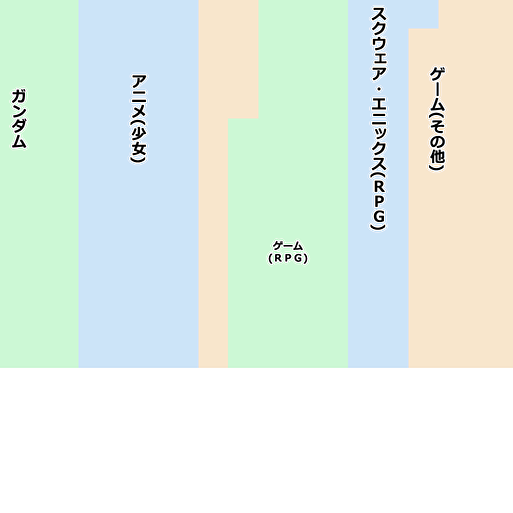 ガンダム
アニメ(少女)
ゲーム
(RPG)
スクウェア・エニックス(RPG)
ゲーム(その他)